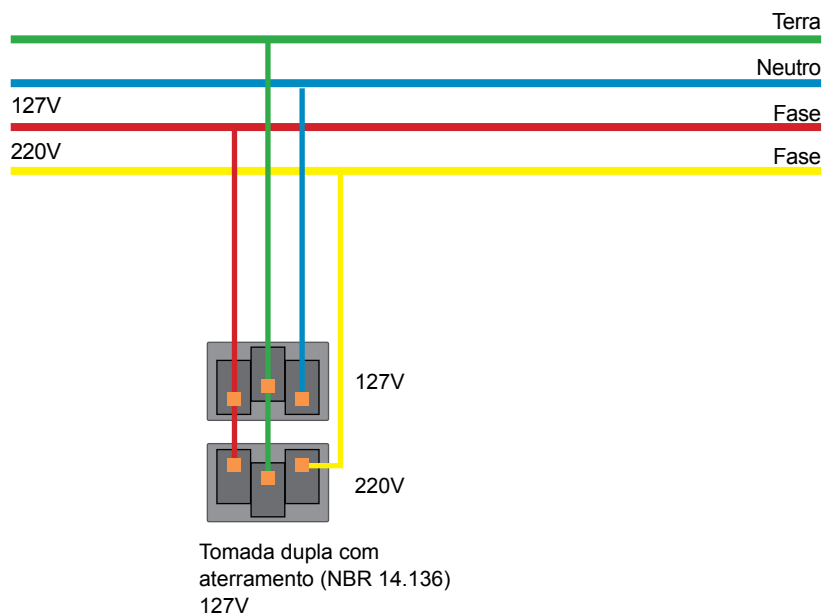 Terra
Neutro
127V
Fase
220V
Fase
127V
220V
Tomada dupla com
aterramento (NBR 14.136)
127V